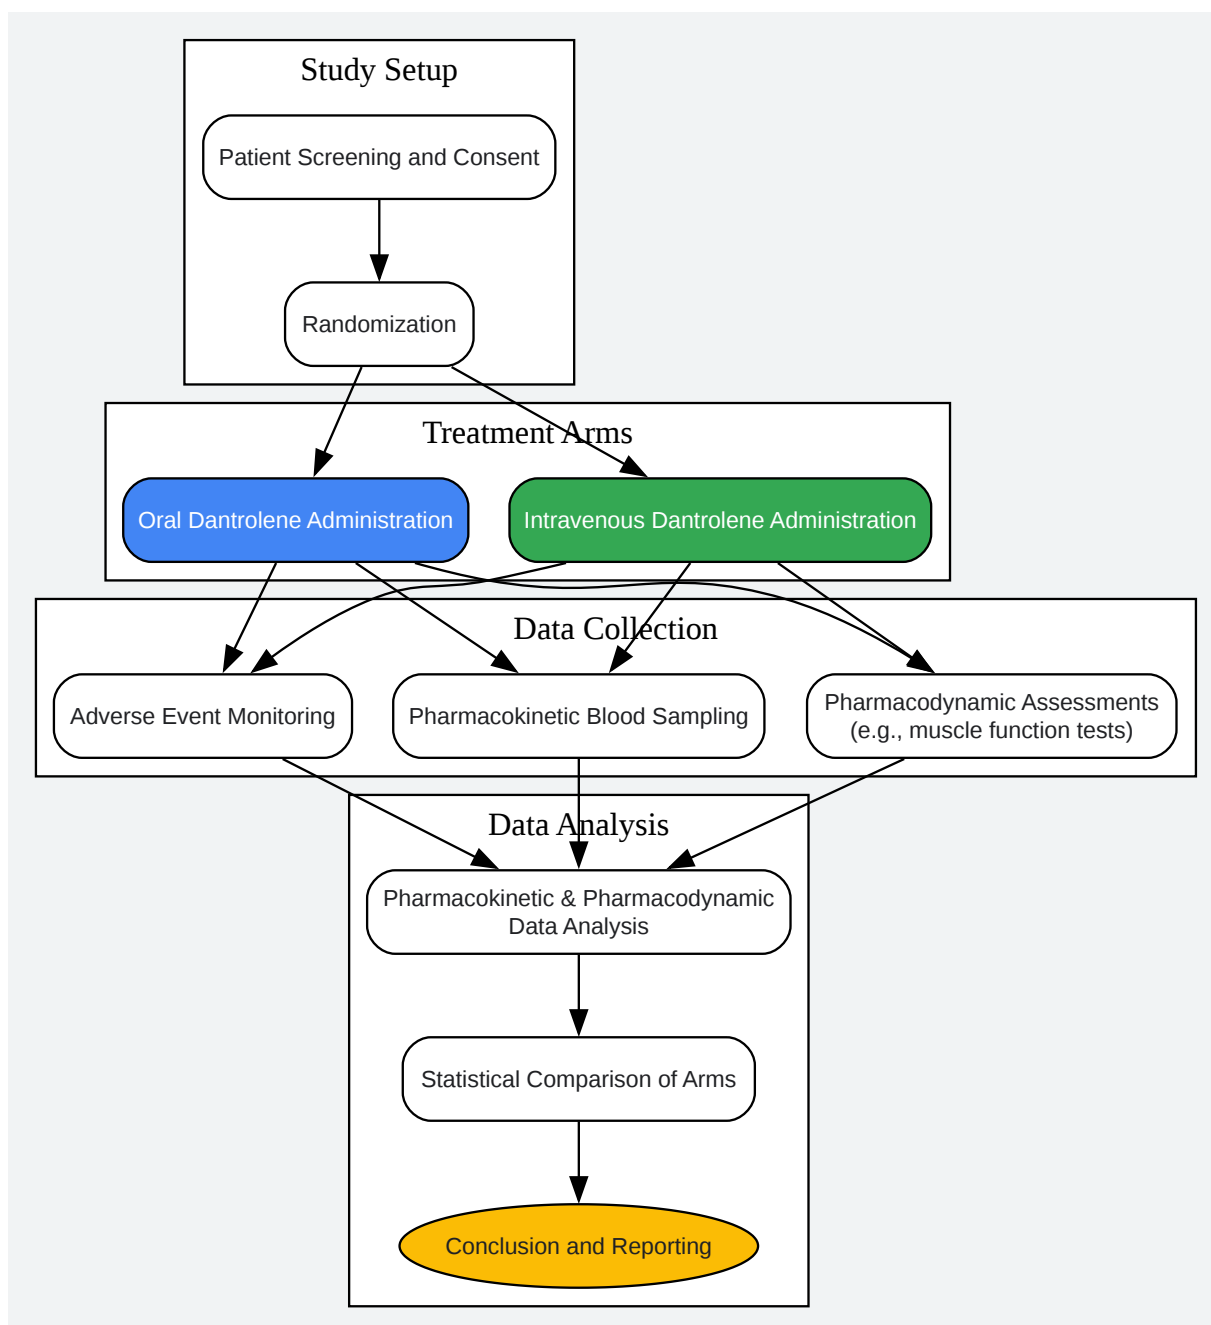 Study Setup
Patient Screening and Consent
Randomization
Treatment Arms
Oral Dantrolene Administration
Intravenous Dantrolene Administration
Data Collection
Adverse Event Monitoring
Pharmacokinetic Blood Sampling
Pharmacodynamic Assessments
(e.g., muscle function tests)
Data Analysis
Pharmacokinetic & Pharmacodynamic
Data Analysis
Statistical Comparison of Arms
Conclusion and Reporting